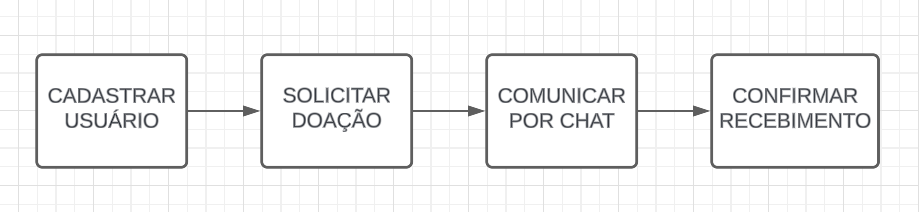 CADASTRAR
USUÁRIO
SOLICITAR
DOAÇÃO
COMUNICAR
POR CHAT
CONFIRMAR
RECEBIMENTO